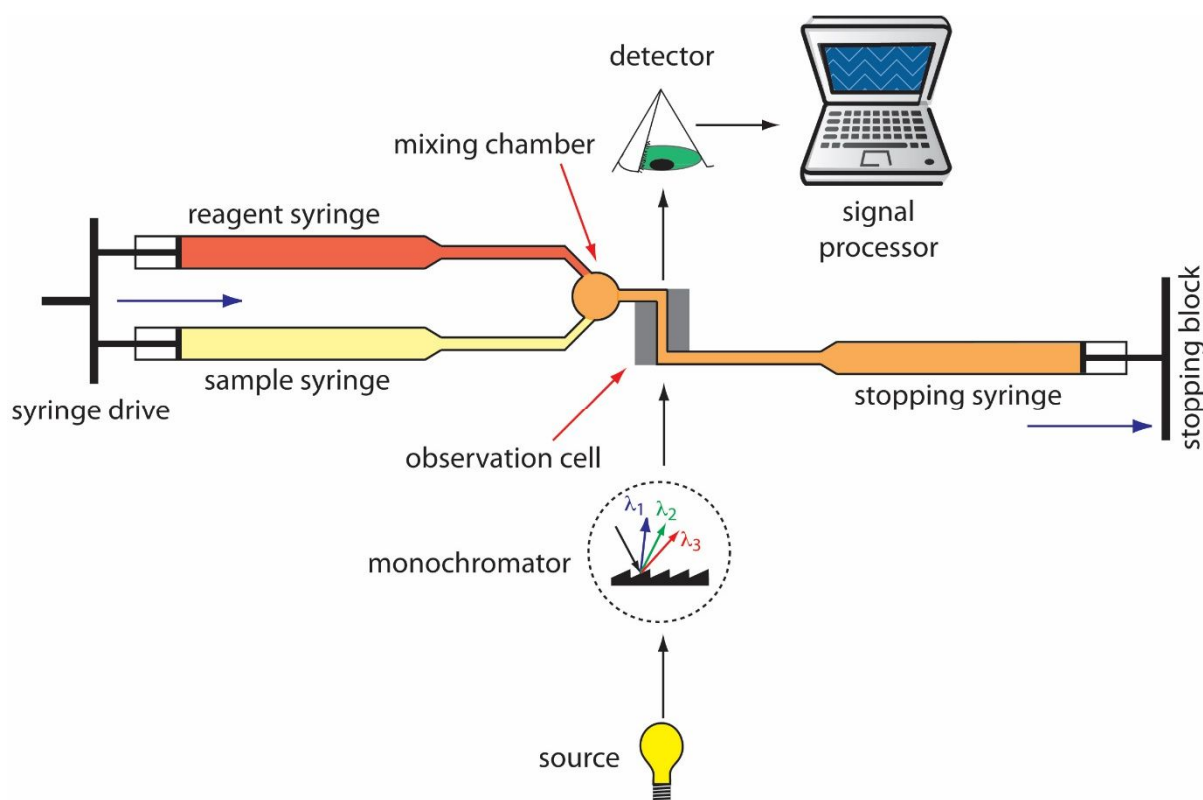 detector
mixing chamber
reagent syringe
signal
processor
sample syringe
syringe drive
stopping syringe
stopping block
observation cell
λ1
λ2
λ3
monochromator
source